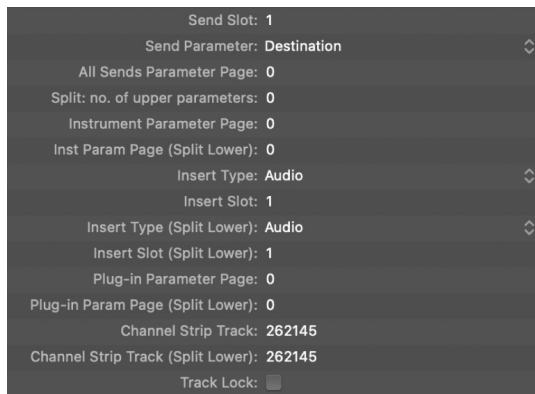 Send Slot: 1
Send Parameter: Destination
All Sends Parameter Page: 0
Split: no. of upper parameters: 0
Instrument Parameter Page: 0
Inst Param Page (Split Lower): 0
Insert Type: Audio
Insert Slot: 1
Insert Type (Split Lower): Audio
Insert Slot (Split Lower): 1
Plug-in Parameter Page: 0
Plug-in Param Page (Split Lower): 0
Channel Strip Track: 262145
Channel Strip Track (Split Lower): 262145
Track Lock: